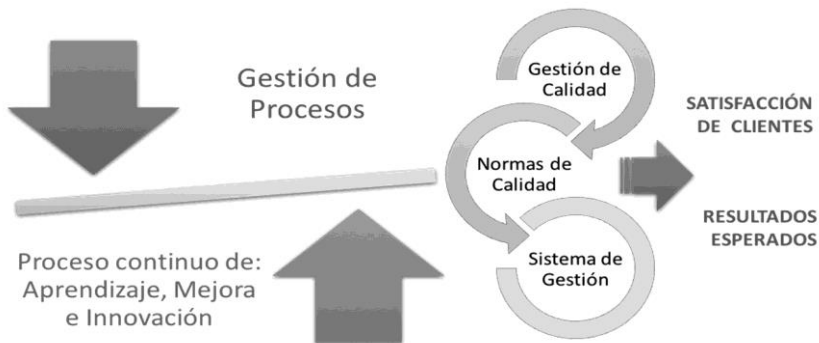 Gestión de
Procesos
Proceso continuo de:
Aprendizaje, Mejora
e Innovación
Gestión de
Calidad
Normas de
Calidad
Sistema de
Gestión
SATISFACCIÓN
DE CLIENTES
RESULTADOS
ESPERADOS